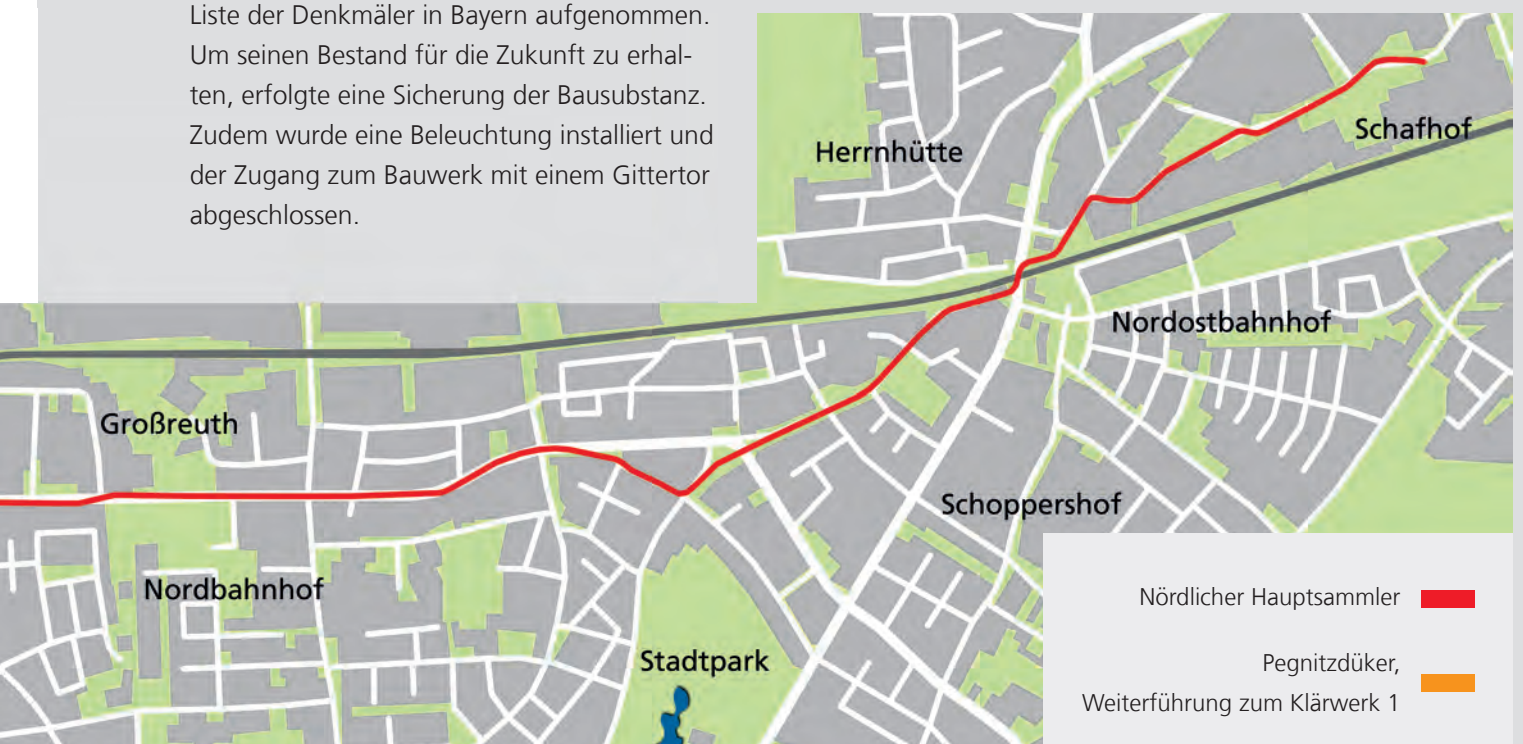 Liste der Denkmäler in Bayern aufgenommen.
Um seinen Bestand für die Zukunft zu erhal-
ten, erfolgte eine Sicherung der Bausubstanz.
Zudem wurde eine Beleuchtung installiert und
der Zugang zum Bauwerk mit einem Gittertor
abgeschlossen.
Herrnhütte
Schafhof
Nordostbahnhof
Großreuth
Schoppershof
Nordbahnhof
Stadtpark
Nördlicher Hauptsammler
Pegnitzdüker,
Weiterführung zum Klärwerk 1